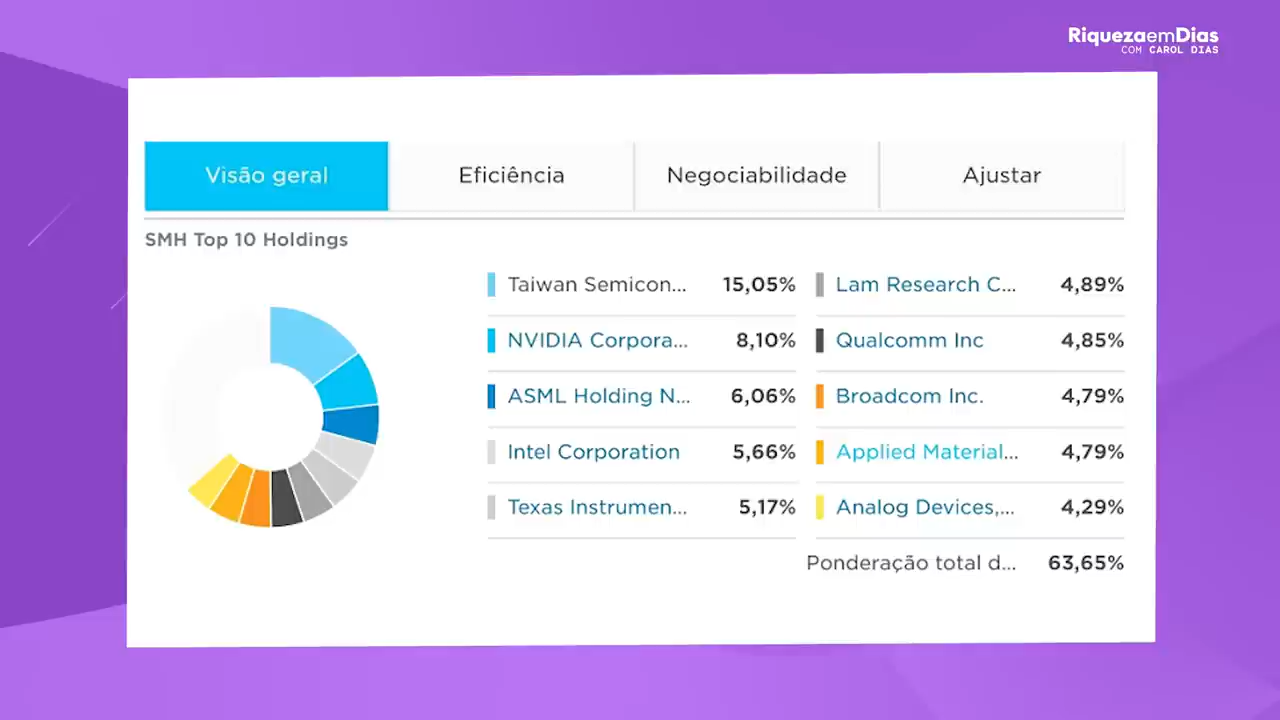 RiquezaemDias
COM CAROL DIAS
Visão geral
Eficiência
Negociabilidade
Ajustar
SMH Top 10 Holdings
Taiwan Semicon... 15,05%
NVIDIA Corpora... 8,10%
ASML Holding N... 6,06%
Intel Corporation 5,66%
Texas Instrumen... 5,17%
Lam Research C... 4,89%
Qualcomm Inc 4,85%
Broadcom Inc. 4,79%
Applied Material... 4,79%
Analog Devices,... 4,29%
Ponderação total d... 63,65%